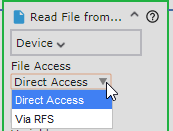 Read File from...
Device
File Access
Direct Access
Direct Access
Via RFS